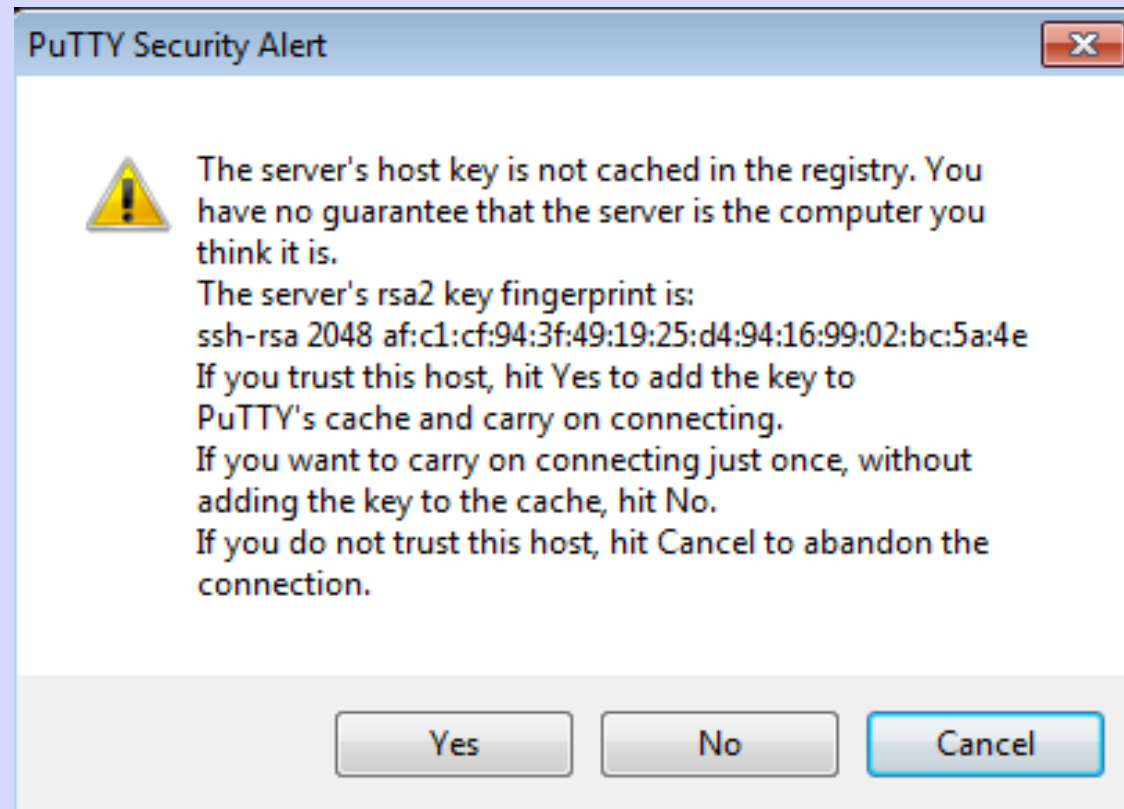 PuTTY Security Alert
The server's host key is not cached in the registry. You
have no guarantee that the server is the computer you
think it is.
The server's rsa2 key fingerprint is:
ssh-rsa 2048 af:c1:cf:94:3f:49:19:25:d4:94:16:99:02:bc:5a:4e
If you trust this host, hit Yes to add the key to
PuTTY's cache and carry on connecting.
If you want to carry on connecting just once, without
adding the key to the cache, hit No.
If you do not trust this host, hit Cancel to abandon the
connection.
Yes No Cancel